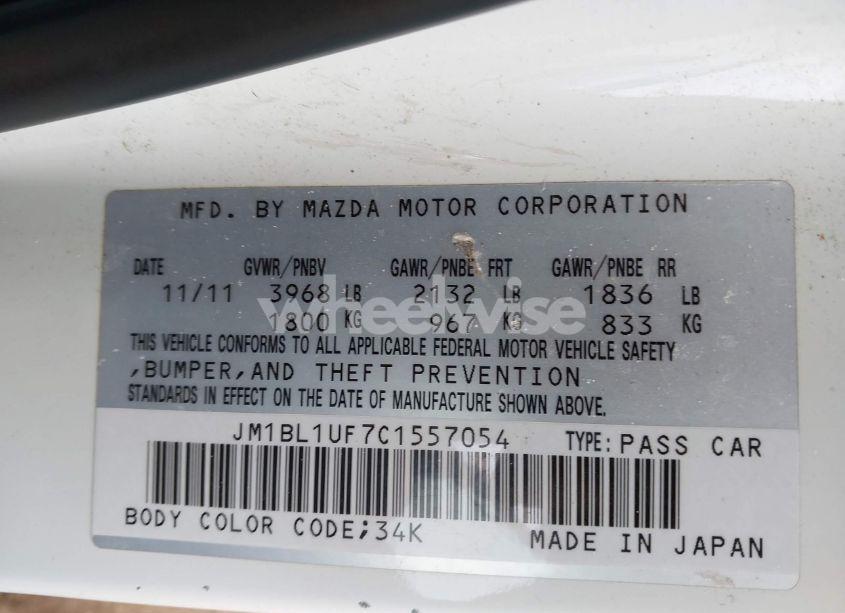 MFD. BY MAZDA MOTOR CORPORATION
DATE GVWR/PNBV GAWR/PNBE FRT GAWR/PNBE RR
11/11 3968 LB 2132 LB 1836 LB
1800 KG 967 KG 833 KG
wheelwise
THIS VEHICLE CONFORMS TO ALL APPLICABLE FEDERAL MOTOR VEHICLE SAFETY
,BUMPER,AND THEFT PREVENTION
STANDARDS IN EFFECT ON THE DATE OF MANUFACTURE SHOWN ABOVE.
JM1BL1UF7C1557054 TYPE: PASS CAR
BODY COLOR CODE;34K MADE IN JAPAN